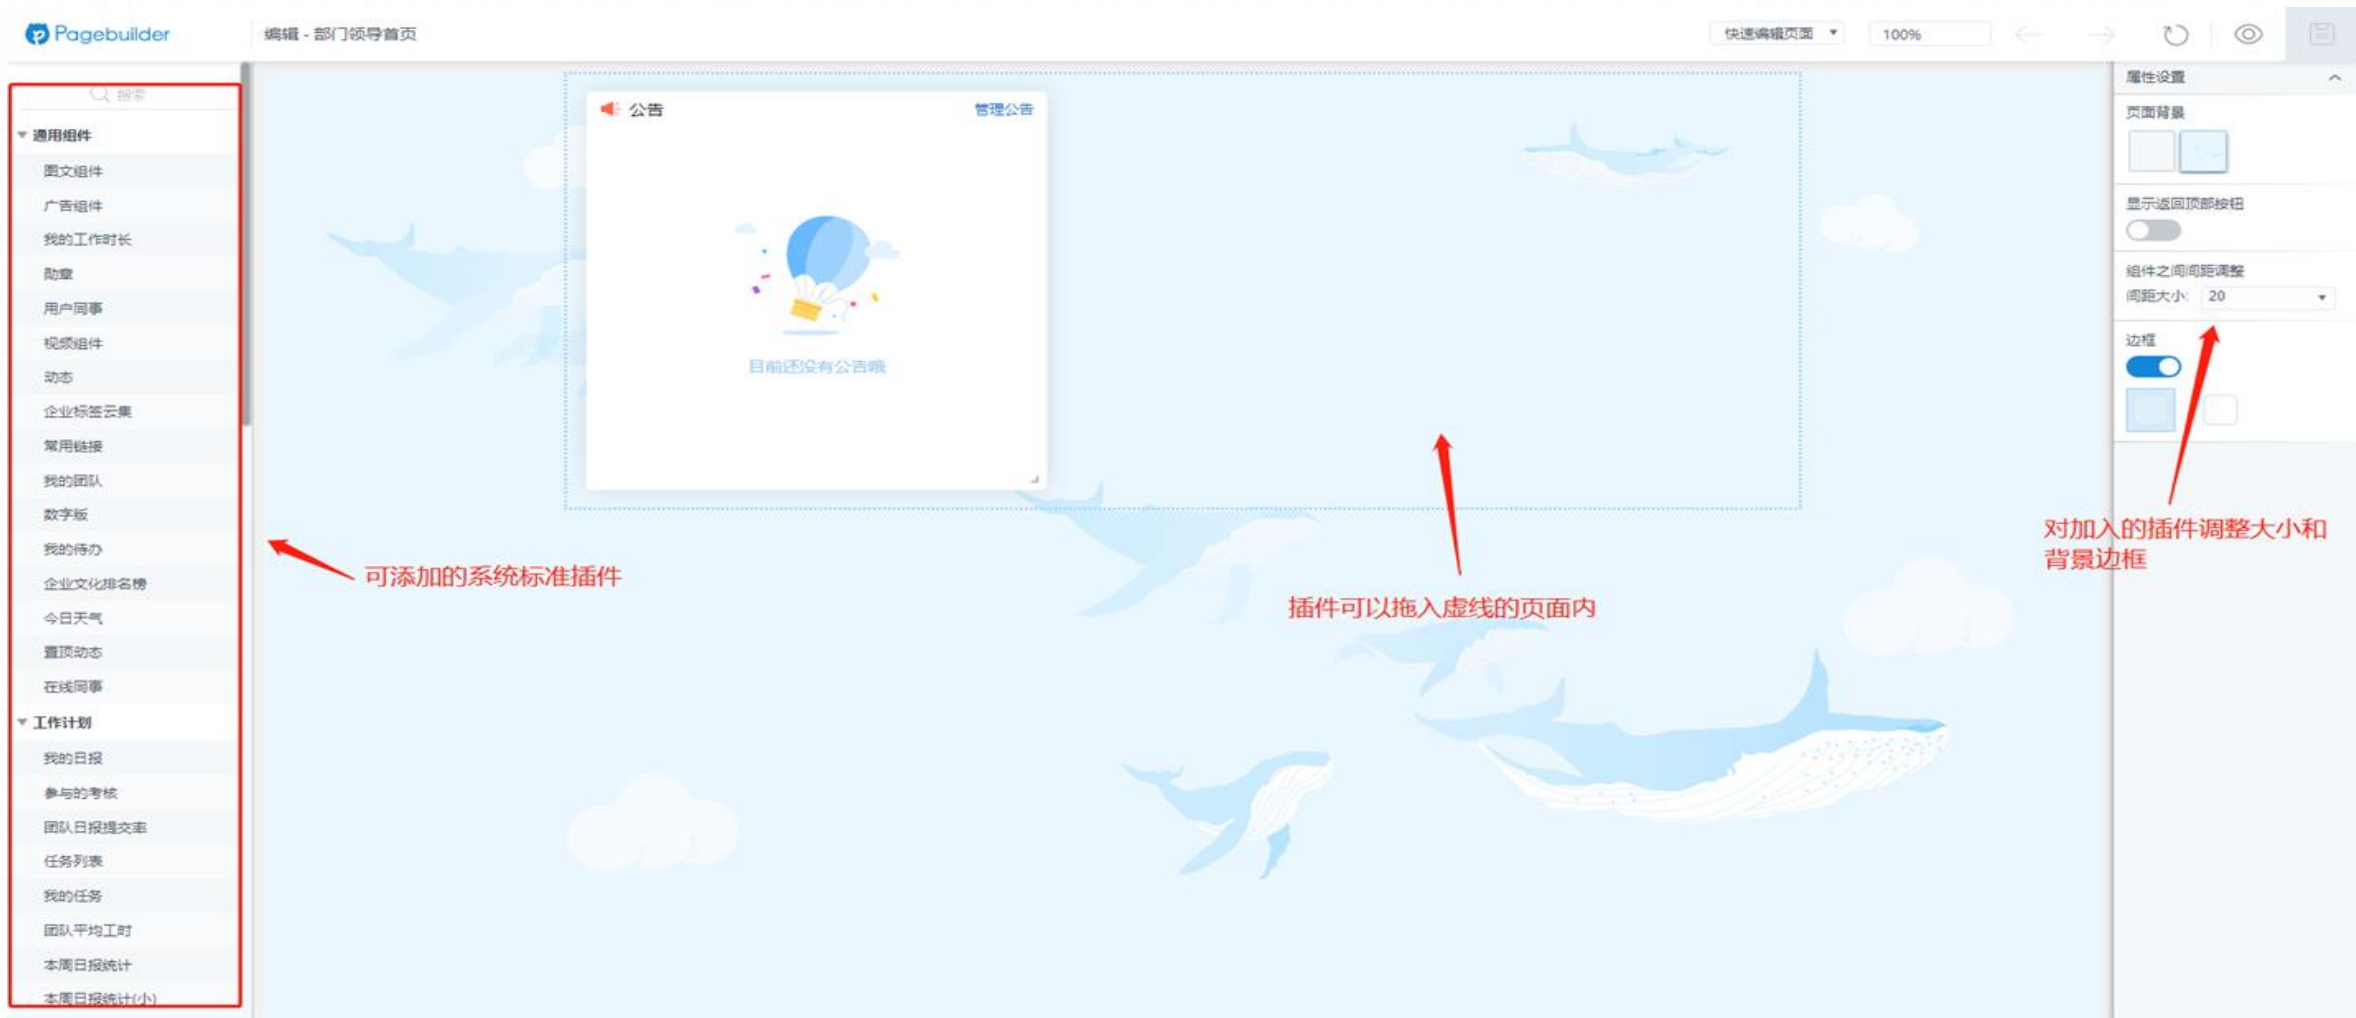 Pagebuilder
编辑 - 部门领导首页
快速编辑页面
100%
搜索
通用组件
图文组件
广告组件
我的工作时长
勋章
用户同事
视频组件
动态
企业标签云集
常用链接
我的团队
数字版
我的待办
企业文化排名榜
今日天气
置顶动态
在线同事
工作计划
我的日报
参与的考核
团队日报提交率
任务列表
我的任务
团队平均工时
本周日报统计
本周日报统计(小)
公告
管理公告
目前还没有公告哦
可添加的系统标准插件
插件可以拖入虚线的页面内
属性设置
页面背景
显示返回顶部按钮
组件之间间距调整
间距大小: 20
边框
对加入的插件调整大小和
背景边框